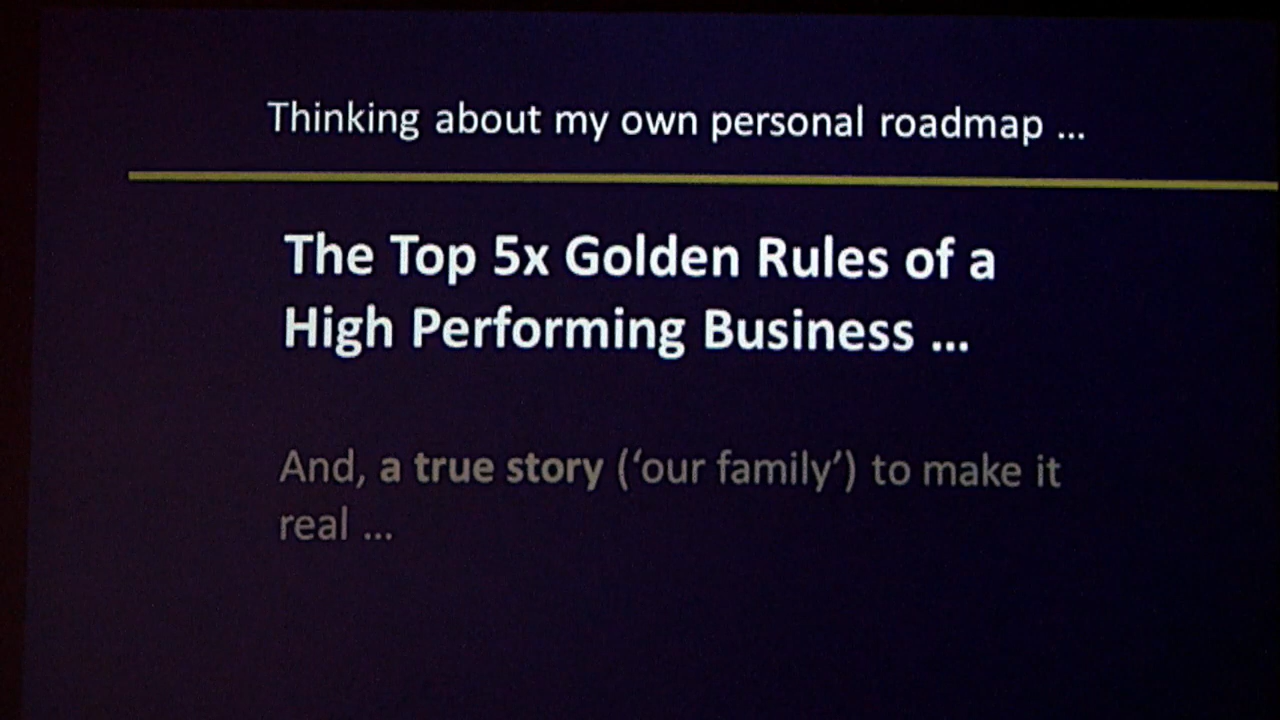 Thinking about my own personal roadmap ...
The Top 5x Golden Rules of a
High Performing Business ...
And, a true story (‘our family’) to make it
real ...